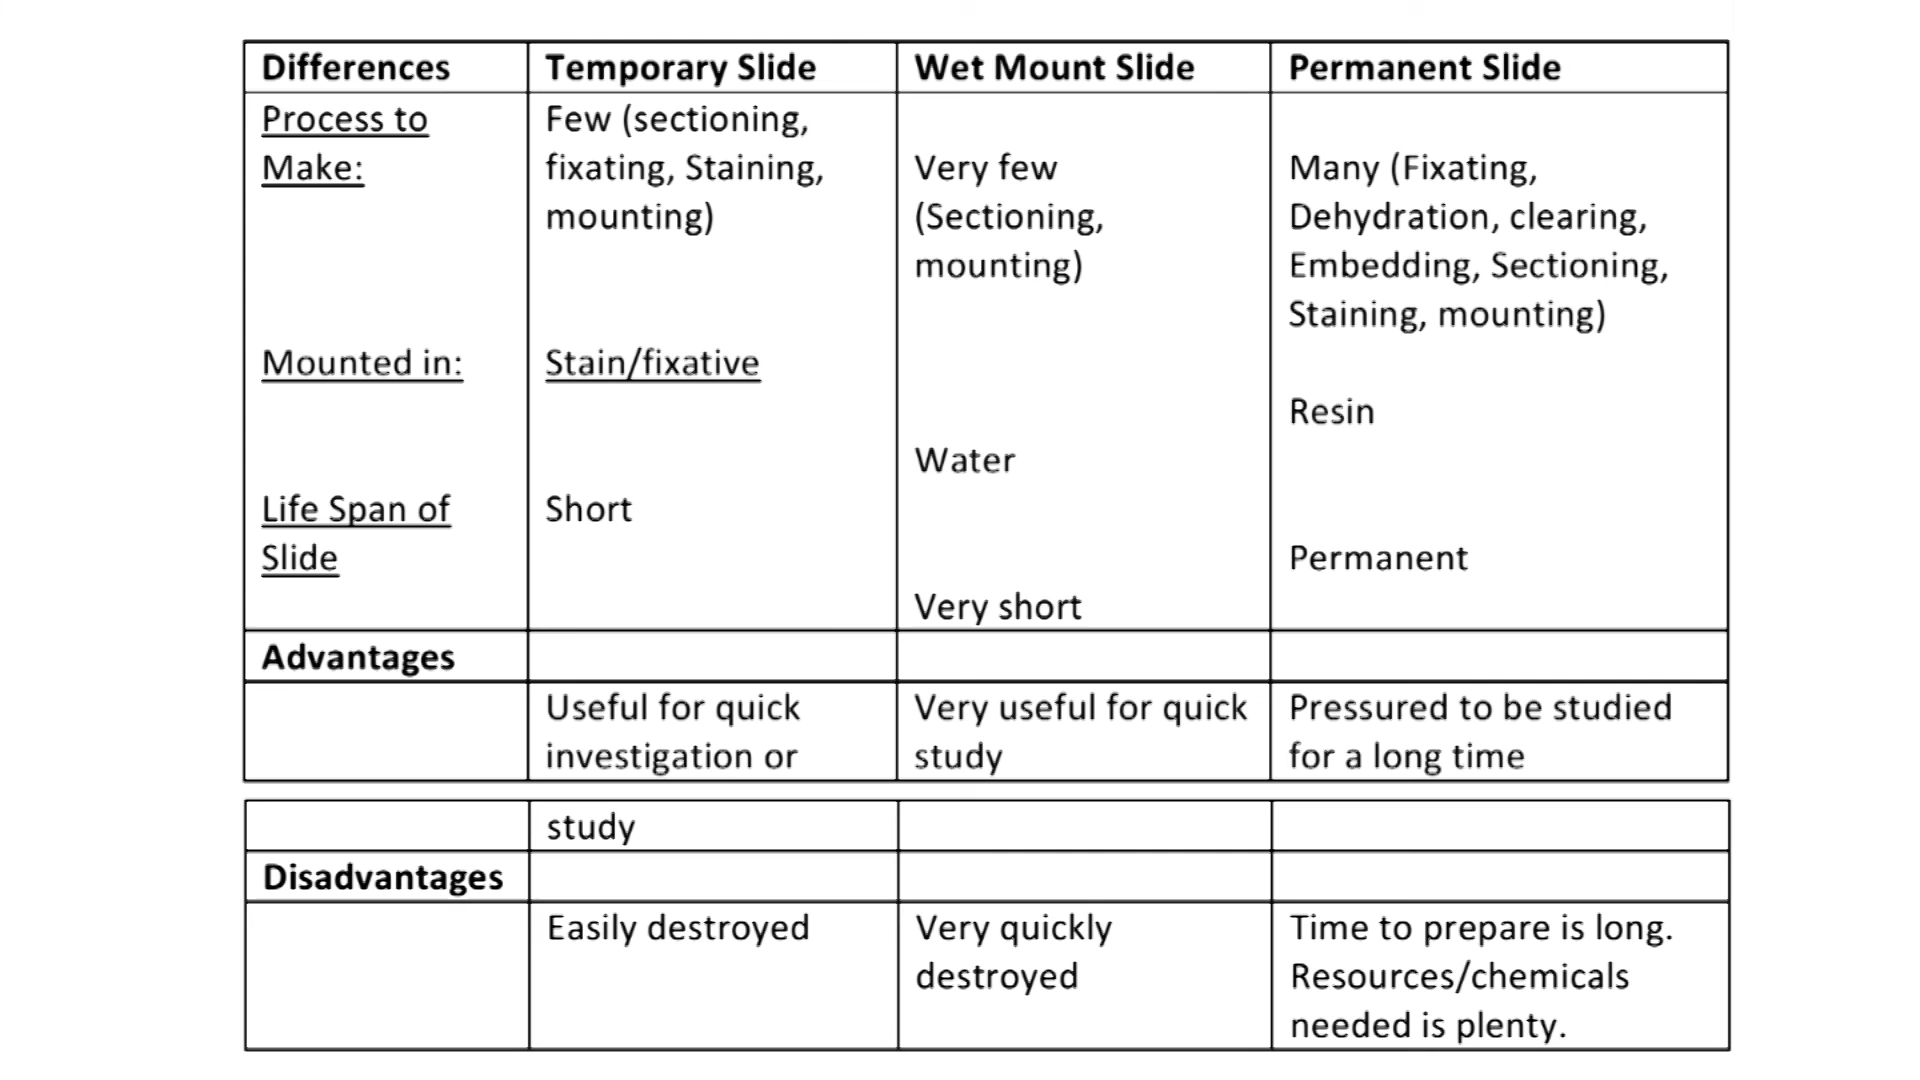 Differences Temporary Slide Wet Mount Slide Permanent Slide
Process to Few (sectioning,
Make: fixating, Staining, Very few Many (Fixating,
mounting) (Sectioning, Dehydration, clearing,
mounting) Embedding, Sectioning,
Staining, mounting)
Mounted in: Stain/fixative
Resin
Water
Life Span of Short
Slide Permanent
Very short
Advantages
Useful for quick Very useful for quick Pressured to be studied
investigation or study for a long time
study
Disadvantages
Easily destroyed Very quickly Time to prepare is long.
destroyed Resources/chemicals
needed is plenty.